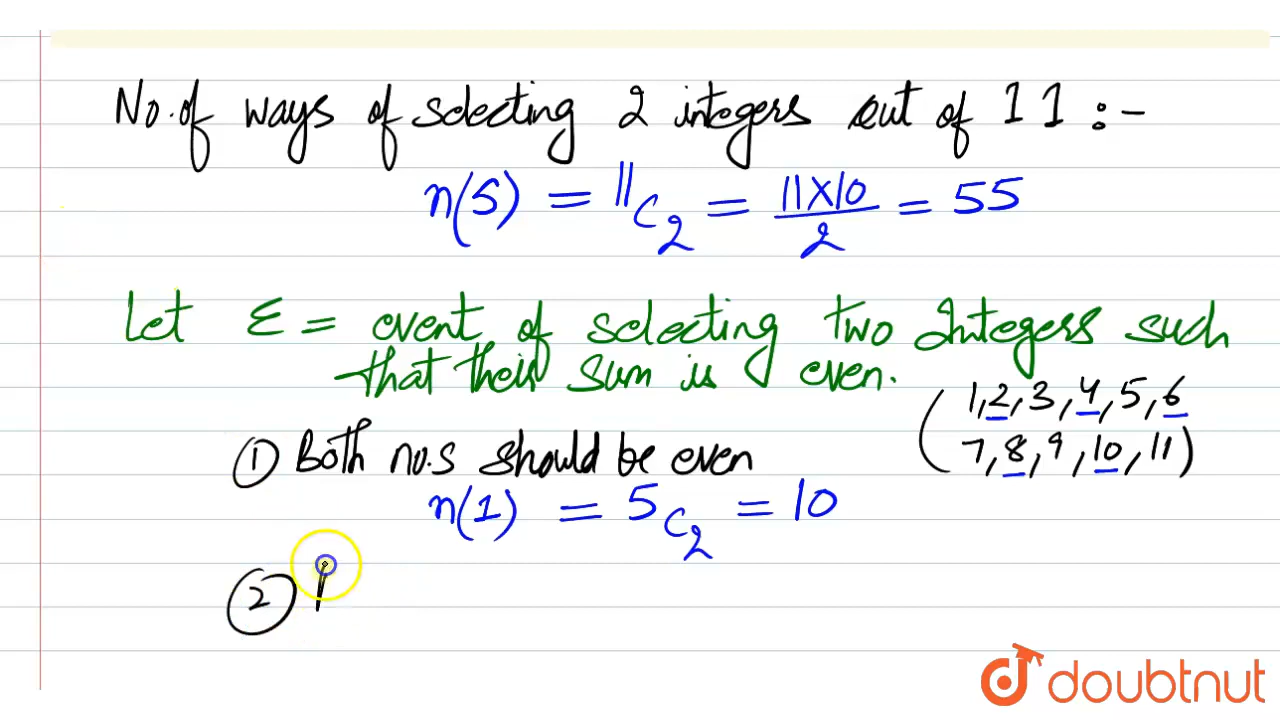 No. of ways of selecting 2 integers out of 11 :-
n(S) = 11C2 = 11X10/2 = 55
Let E = event of selecting two Integers such
that their sum is even.
(1,2,3,4,5,6
7,8,9,10,11)
① Both no.s should be even
n(1) = 5C2 = 10
②
doubtnut